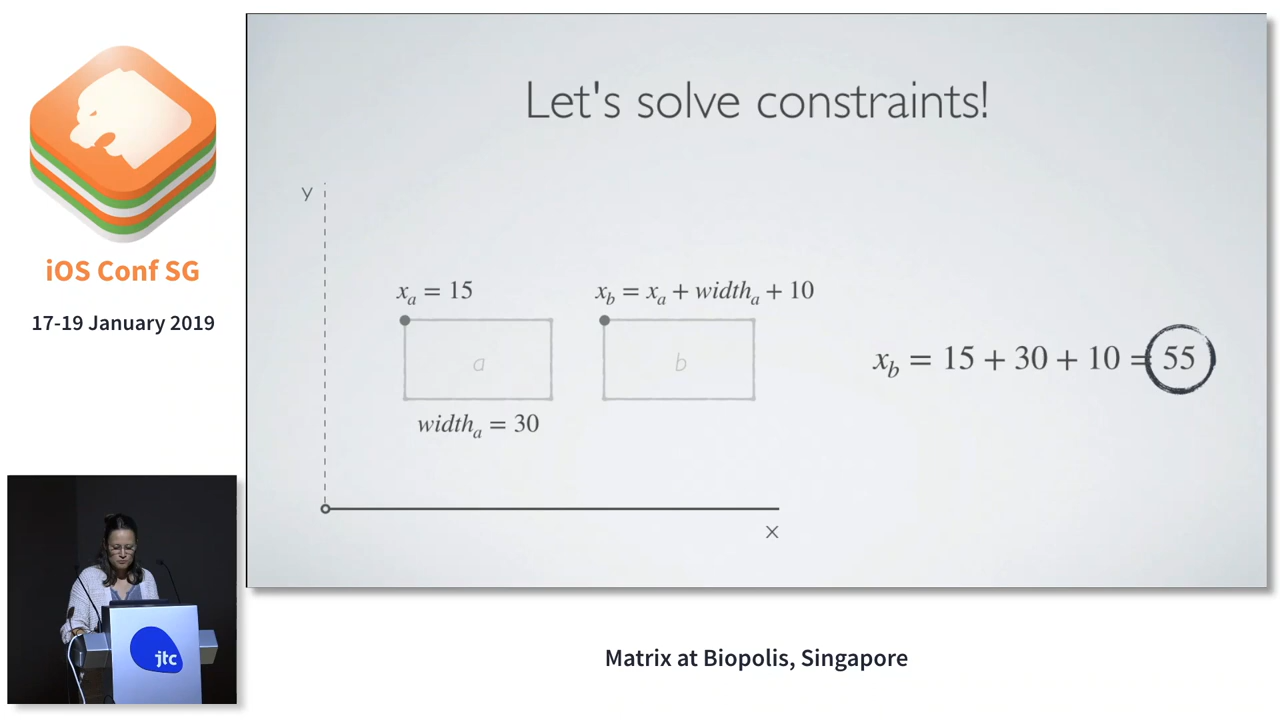 Let's solve constraints!
y
x_a = 15
x_b = x_a + width_a + 10
a
b
x_b = 15 + 30 + 10 = 55
width_a = 30
x
iOS Conf SG
17-19 January 2019
jtc
Matrix at Biopolis, Singapore